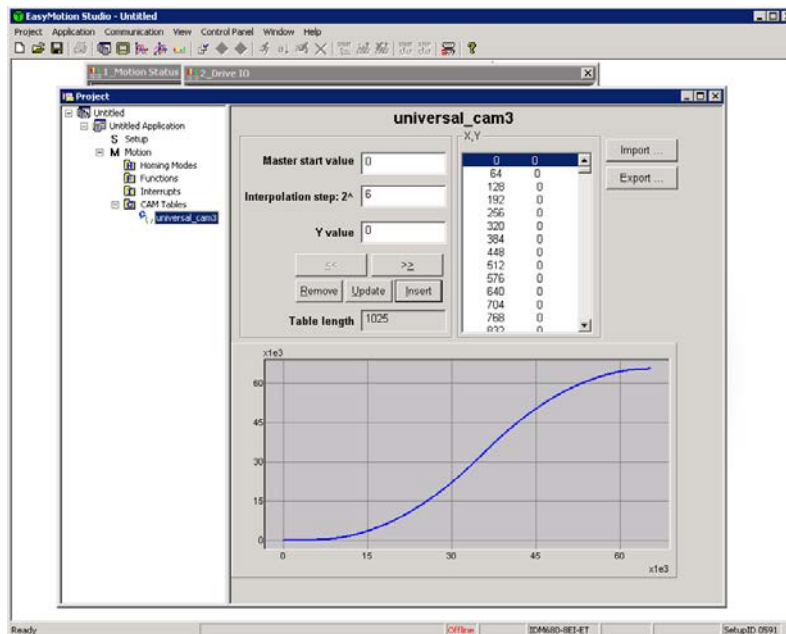 EasyMotion Studio - Untitled
Project Application Communication View Control Panel Window Help
1_Motion Status
2_Drive IO
Project
Untitled
Untitled Application
S Setup
M Motion
Homing Modes
Functions
Interrupts
CAM Tables
universal_cam3
universal_cam3
Master start value 0
Interpolation step: 2^ 6
Y value 0
<< >>
Remove Update Insert
Table length 1025
X,Y
0 0
64 0
128 0
192 0
256 0
320 0
384 0
448 0
512 0
576 0
640 0
704 0
768 0
832 0
Import ...
Export ...
x1e3
60
45
30
15
0
0 15 30 45 60
x1e3
Ready Offline IDM680-8EI-ET SetupID 0591